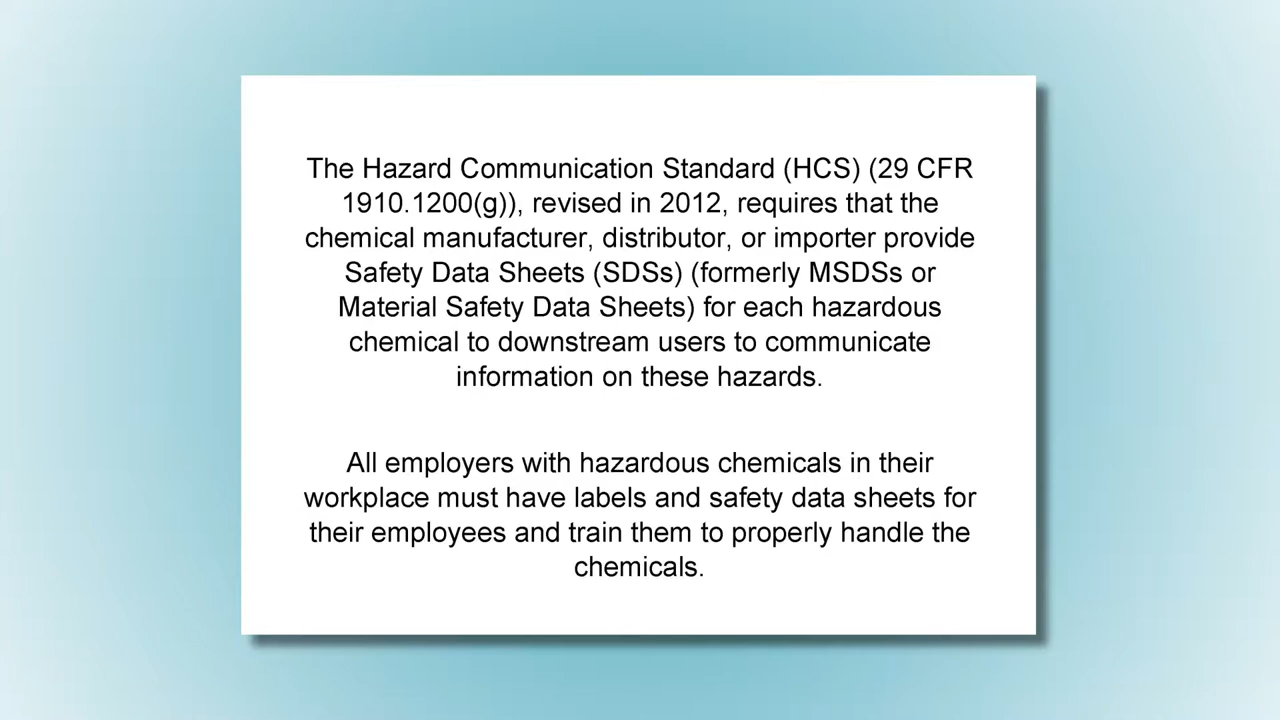 The Hazard Communication Standard (HCS) (29 CFR
1910.1200(g)), revised in 2012, requires that the
chemical manufacturer, distributor, or importer provide
Safety Data Sheets (SDSs) (formerly MSDSs or
Material Safety Data Sheets) for each hazardous
chemical to downstream users to communicate
information on these hazards.
All employers with hazardous chemicals in their
workplace must have labels and safety data sheets for
their employees and train them to properly handle the
chemicals.